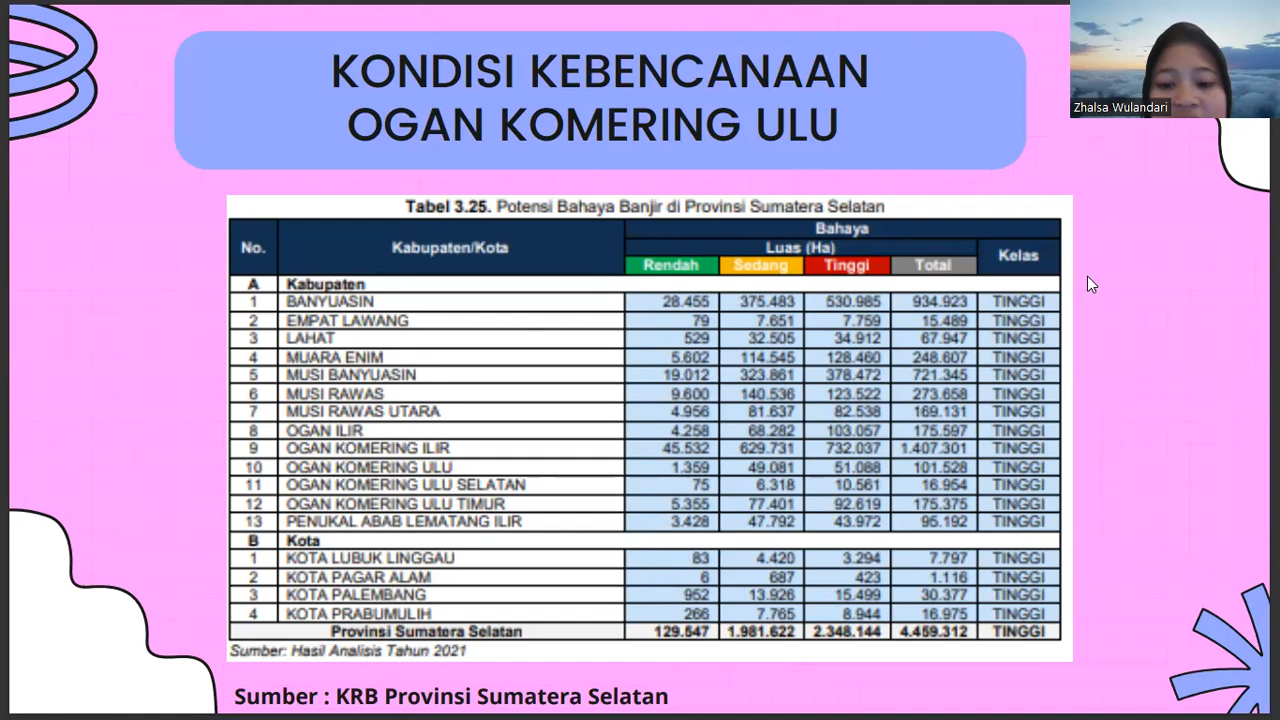 KONDISI KEBENCANAAN
OGAN KOMERING ULU
Zhalsa Wulandari
Tabel 3.25. Potensi Bahaya Banjir di Provinsi Sumatera Selatan
No. Kabupaten/Kota Bahaya
Luas (Ha) Kelas
Rendah Sedang Tinggi Total
A Kabupaten
1 BANYUASIN 28.455 375.483 530.985 934.923 TINGGI
2 EMPAT LAWANG 79 7.651 7.759 15.489 TINGGI
3 LAHAT 529 32.505 34.912 67.947 TINGGI
4 MUARA ENIM 5.602 114.545 128.460 248.607 TINGGI
5 MUSI BANYUASIN 19.012 323.861 378.472 721.345 TINGGI
6 MUSI RAWAS 9.600 140.536 123.522 273.658 TINGGI
7 MUSI RAWAS UTARA 4.956 81.637 82.538 169.131 TINGGI
8 OGAN ILIR 4.258 68.282 103.057 175.597 TINGGI
9 OGAN KOMERING ILIR 45.532 629.731 732.037 1.407.301 TINGGI
10 OGAN KOMERING ULU 1.359 49.081 51.088 101.528 TINGGI
11 OGAN KOMERING ULU SELATAN 75 6.318 10.561 16.954 TINGGI
12 OGAN KOMERING ULU TIMUR 5.355 77.401 92.619 175.375 TINGGI
13 PENUKAL ABAB LEMATANG ILIR 3.428 47.792 43.972 95.192 TINGGI
B Kota
1 KOTA LUBUK LINGGAU 83 4.420 3.294 7.797 TINGGI
2 KOTA PAGAR ALAM 6 687 423 1.116 TINGGI
3 KOTA PALEMBANG 952 13.926 15.499 30.377 TINGGI
4 KOTA PRABUMULIH 266 7.765 8.944 16.975 TINGGI
Provinsi Sumatera Selatan 129.547 1.981.622 2.348.144 4.459.312 TINGGI
Sumber: Hasil Analisis Tahun 2021
Sumber : KRB Provinsi Sumatera Selatan